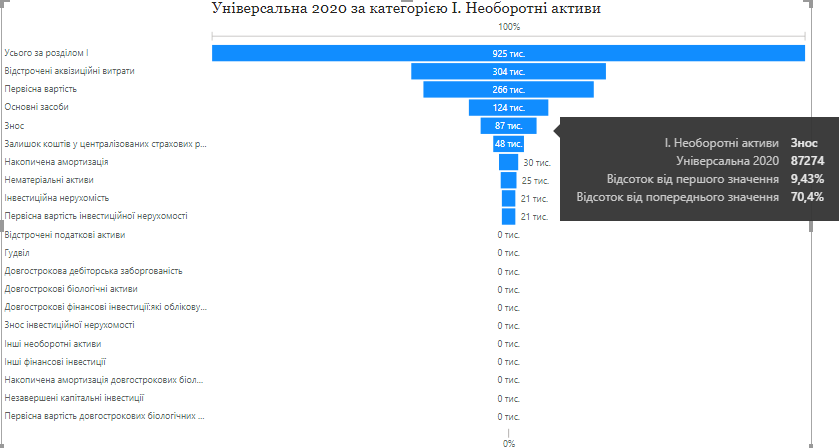 Універсальна 2020 за категорією І. Необоротні активи
100%
Усього за розділом І 925 тис.
Відстрочені аквізиційні витрати 304 тис.
Первісна вартість 266 тис.
Основні засоби 124 тис.
Знос 87 тис.
Залишок коштів у централізованих страхових р... 48 тис.
Накопичена амортизація 30 тис.
Нематеріальні активи 25 тис.
Інвестиційна нерухомість 21 тис.
Первісна вартість інвестиційної нерухомості 21 тис.
Відстрочені податкові активи 0 тис.
Гудвіл 0 тис.
Довгострокова дебіторська заборгованість 0 тис.
Довгострокові біологічні активи 0 тис.
Довгострокові фінансові інвестиції:які обліковую... 0 тис.
Знос інвестиційної нерухомості 0 тис.
Інші необоротні активи 0 тис.
Інші фінансові інвестиції 0 тис.
Накопичена амортизація довгострокових біол... 0 тис.
Незавершені капітальні інвестиції 0 тис.
Первісна вартість довгострокових біологічних ... 0 тис.
0%
І. Необоротні активи Знос
Універсальна 2020 87274
Відсоток від першого значення 9,43%
Відсоток від попереднього значення 70,4%